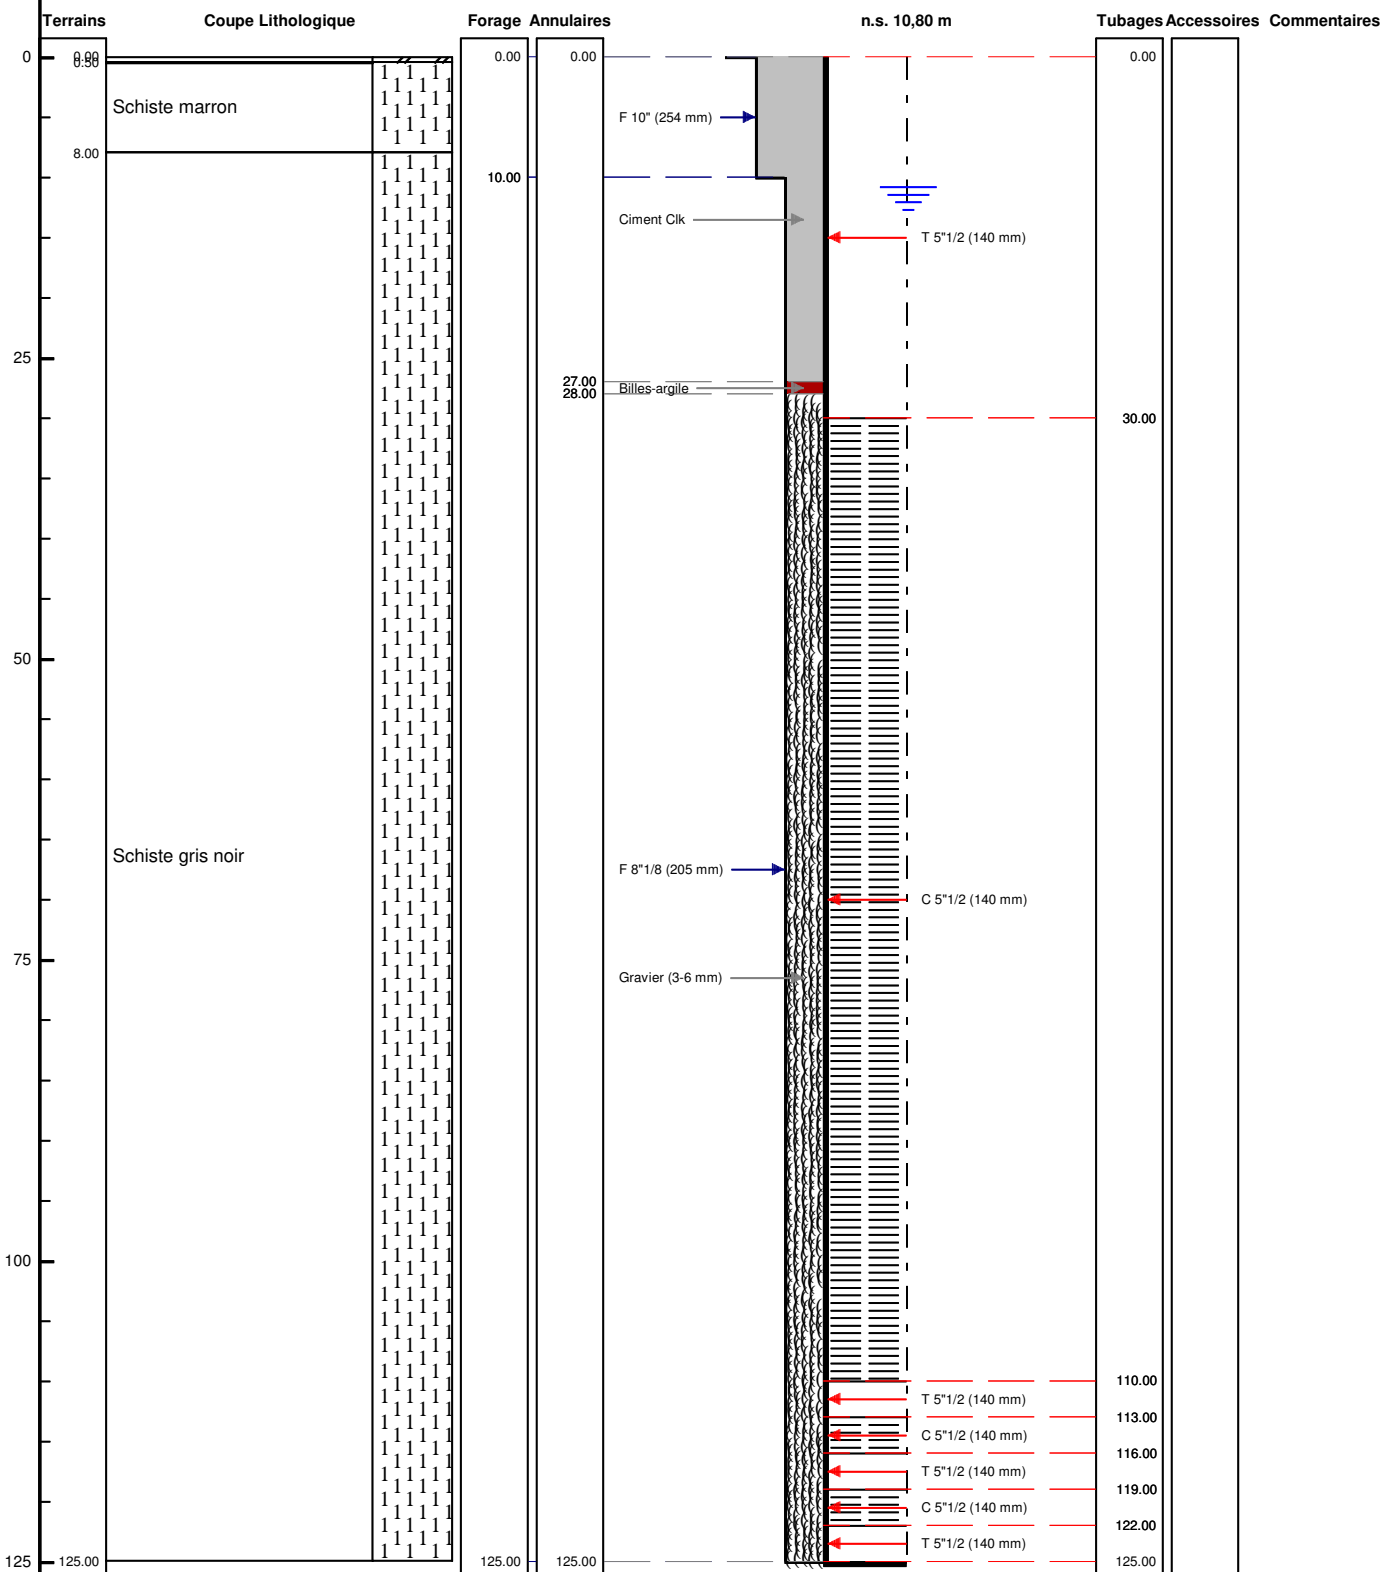 Terrains Coupe Lithologique Forage Annulaires n.s. 10,80 m Tubages Accessoires Commentaires
0 0.00 0.00 0.00 0.00
0.50
Schiste marron
F 10" (254 mm)
8.00
10.00
Ciment Clk
T 5"1/2 (140 mm)
25
27.00
Billes-argile
28.00
30.00
50
Schiste gris noir
F 8"1/8 (205 mm)
C 5"1/2 (140 mm)
75
Gravier (3-6 mm)
100
110.00
T 5"1/2 (140 mm)
113.00
C 5"1/2 (140 mm)
116.00
T 5"1/2 (140 mm)
119.00
C 5"1/2 (140 mm)
122.00
T 5"1/2 (140 mm)
125 125.00 125.00 125.00 125.00